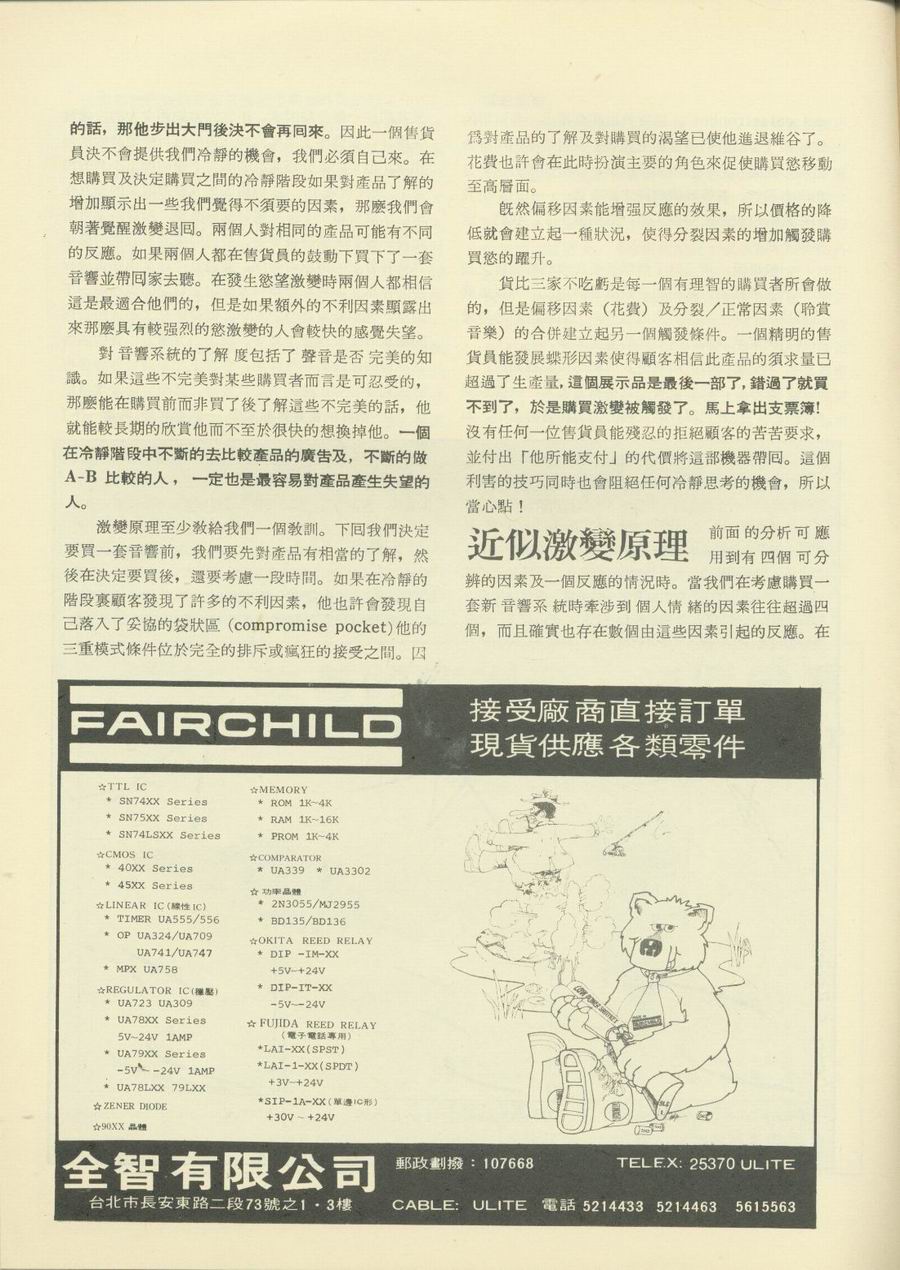 的話，那他步出大門後決不會再囘來。因此一個售貨
員決不會提供我們冷靜的機會，我們必須自己來。在
想購買及決定購買之間的冷靜階段如果對產品了解的
增加顯示出一些我們覺得不須要的因素，那麼我們會
朝著覺醒激變退囘。兩個人對相同的產品可能有不同
的反應。如果兩個人都在售貨員的鼓動下買下了一套
音響並帶囘家去聽。在發生慾望激變時兩個人都相信
這是最適合他們的，但是如果額外的不利因素顯露出
來那麼具有較强烈的慾激變的人會較快的感覺失望。
對音響系統的了解度包括了聲音是否完美的知
識。如果這些不完美對某些購買者而言是可忍受的，
那麼能在購買前而非買了後了解這些不完美的話，他
就能較長期的欣賞他而不至於很快的想換掉他。一個
在冷靜階段中不斷的去比較產品的廣告及，不斷的做
A-B 比較的人，一定也是最容易對產品產生失望的
人。
激變原理至少敎給我們一個敎訓。下囘我們決定
要買一套音響前，我們要先對產品有相當的了解，然
後在決定要買後，還要考慮一段時間。如果在冷靜的
階段裏顧客發現了許多的不利因素，他也許會發現自
己落入了妥協的袋狀區（compromise pocket)他的
三重模式條件位於完全的排斥或瘋狂的接受之間。因
爲對產品的了解及對購買的渴望已使他進退維谷了。
花費也許會在此時扮演主要的角色來促使購買慾移動
至高層面。
旣然偏移因素能增强反應的效果，所以價格的降
低就會建立起一種狀況，使得分裂因素的增加觸發購
買慾的躍升。
貨比三家不吃虧是每一個有理智的購買者所會做
的，但是偏移因素（花費）及分裂／正常因素（聆賞
音樂）的合併建立起另一個觸發條件。一個精明的售
貨員能發展蝶形因素使得顧客相信此產品的須求量已
超過了生產量，這個展示品是最後一部了，錯過了就買
不到了，於是購買激變被觸發了。馬上拿出支票簿！
沒有任何一位售貨員能殘忍的拒絕顧客的苦苦要求，
並付出「他所能支付」的代價將這部機器帶囘。這個
利害的技巧同時也會阻絕任何冷靜思考的機會，所以
當心點！
近似激變原理
前面的分析可應
用到有四個可分
辨的因素及一個反應的情況時。當我們在考慮購買一
套新音響系統時牽涉到個人情緒的因素往往超過四
個，而且確實也存在數個由這些因素引起的反應。在
FAIRCHILD
接受廠商直接訂單
現貨供應各類零件
☆TTL IC
* SN74XX Series
* SN75XX Series
* SN74LSXX Series
☆CMOS IC
* 40XX Series
* 45XX Series
☆LINEAR IC(線性IC)
* TIMER UA555/556
* OP UA324/UA709
UA741/UA747
* MPX UA758
☆REGULATOR IC(穩壓)
* UA723 UA309
* UA78XX Series
5V~24V 1AMP
* UA79XX Series
-5V~ -24V 1AMP
* UA78LXX 79LXX
☆ZENER DIODE
☆90XX 晶體
☆MEMORY
* ROM 1K~4K
* RAM 1K~16K
* PROM 1K~4K
☆COMPARATOR
* UA339 * UA3302
☆ 功率晶體
* 2N3055/MJ2955
* BD135/BD136
☆OKITA REED RELAY
* DIP -IM-XX
+5V~+24V
* DIP-IT-XX
-5V~-24V
☆ FUJIDA REED RELAY
(電子電話專用)
*LAI-XX(SPST)
*LAI-1-XX(SPDT)
+3V~+24V
*SIP-1A-XX(單邊IC形)
+30V ~ +24V
全智有限公司
台北市長安東路二段73號之1・3樓
郵政劃撥：107668
TELEX: 25370 ULITE
CABLE: ULITE 電話 5214433 5214463 5615563